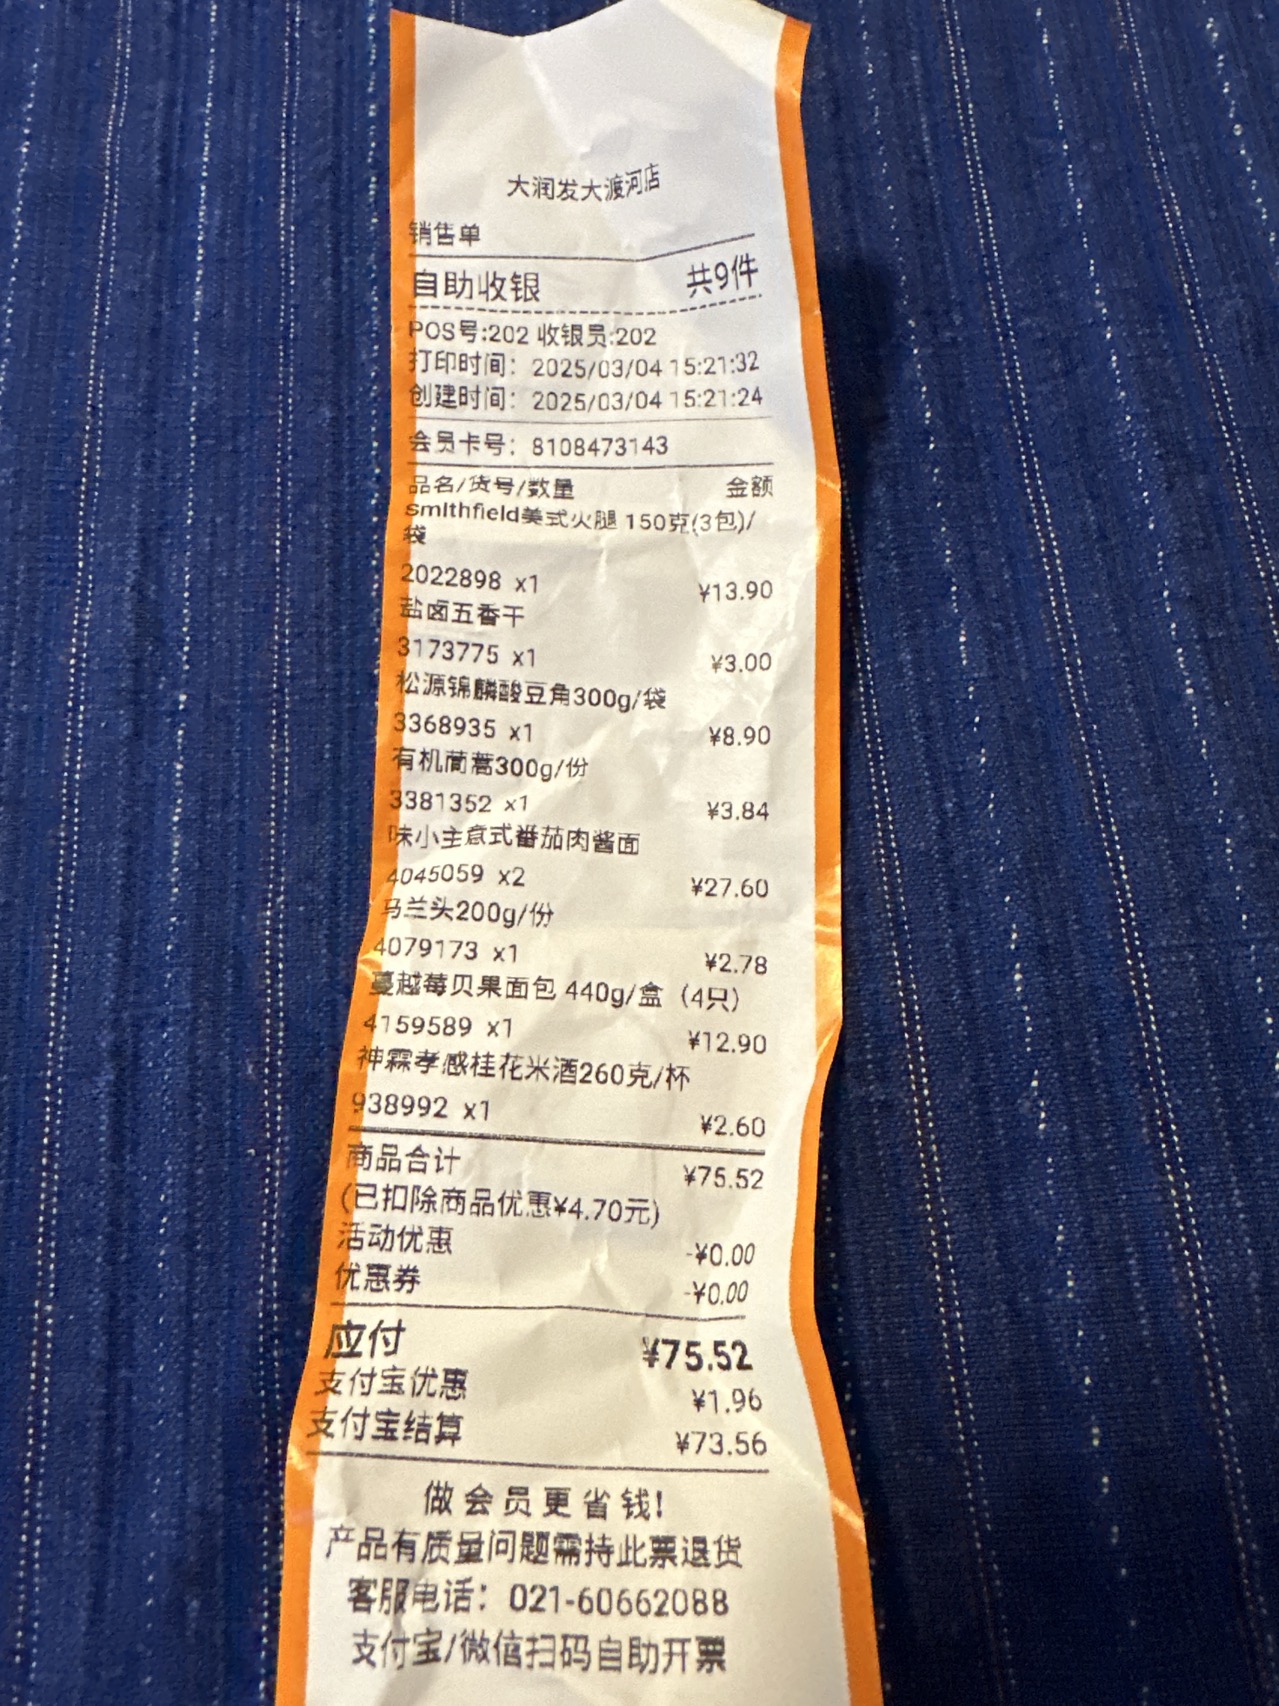 大润发大渡河店
销售单
自助收银 共9件
POS号:202 收银员:202
打印时间: 2025/03/04 15:21:32
创建时间: 2025/03/04 15:21:24
会员卡号: 8108473143
品名/货号/数量 金额
smithfield美式火腿 150克(3包)/
袋
2022898 x1 ¥13.90
盐卤五香干
3173775 x1 ¥3.00
松源锦麟酸豆角300g/袋
3368935 x1 ¥8.90
有机茼蒿300g/份
3381352 x1 ¥3.84
味小主意式番茄肉酱面
4045059 x2 ¥27.60
马兰头200g/份
4079173 x1 ¥2.78
蔓越莓贝果面包 440g/盒（4只）
4159589 x1 ¥12.90
神霖孝感桂花米酒260克/杯
938992 x1 ¥2.60
商品合计 ¥75.52
(已扣除商品优惠¥4.70元)
活动优惠 -¥0.00
优惠券 -¥0.00
应付 ¥75.52
支付宝优惠 ¥1.96
支付宝结算 ¥73.56
做会员更省钱!
产品有质量问题需持此票退货
客服电话: 021-60662088
支付宝/微信扫码自助开票